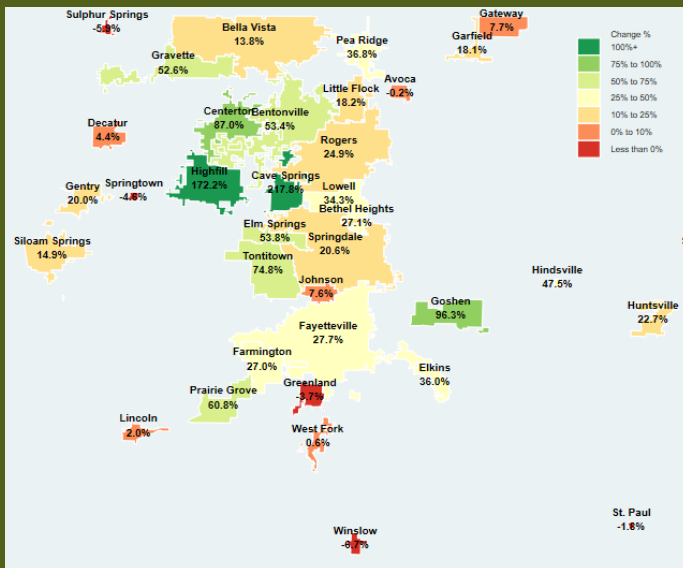 Sulphur Springs
-5.9%
Bella Vista
13.8%
Gateway
7.7%
Pea Ridge
36.8%
Garfield
18.1%
Change %
100%+
75% to 100%
50% to 75%
25% to 50%
10% to 25%
0% to 10%
Less than 0%
Gravette
52.6%
Avoca
-0.2%
Little Flock
18.2%
Centerton
87.0%
Bentonville
53.4%
Decatur
4.4%
Rogers
24.9%
Highfill
172.2%
Cave Springs
217.8%
Gentry
20.0%
Springtown
-4.6%
Lowell
34.3%
Bethel Heights
27.1%
Elm Springs
53.8%
Springdale
20.6%
Siloam Springs
14.9%
Tontitown
74.8%
Johnson
7.6%
Hindsville
47.5%
Goshen
96.3%
Huntsville
22.7%
Fayetteville
27.7%
Farmington
27.0%
Elkins
36.0%
Greenland
-3.7%
Prairie Grove
60.8%
Lincoln
2.0%
West Fork
0.6%
St. Paul
-1.8%
Winslow